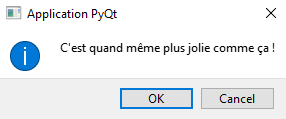 Application PyQt
C'est quand même plus jolie comme ça !
OK
Cancel